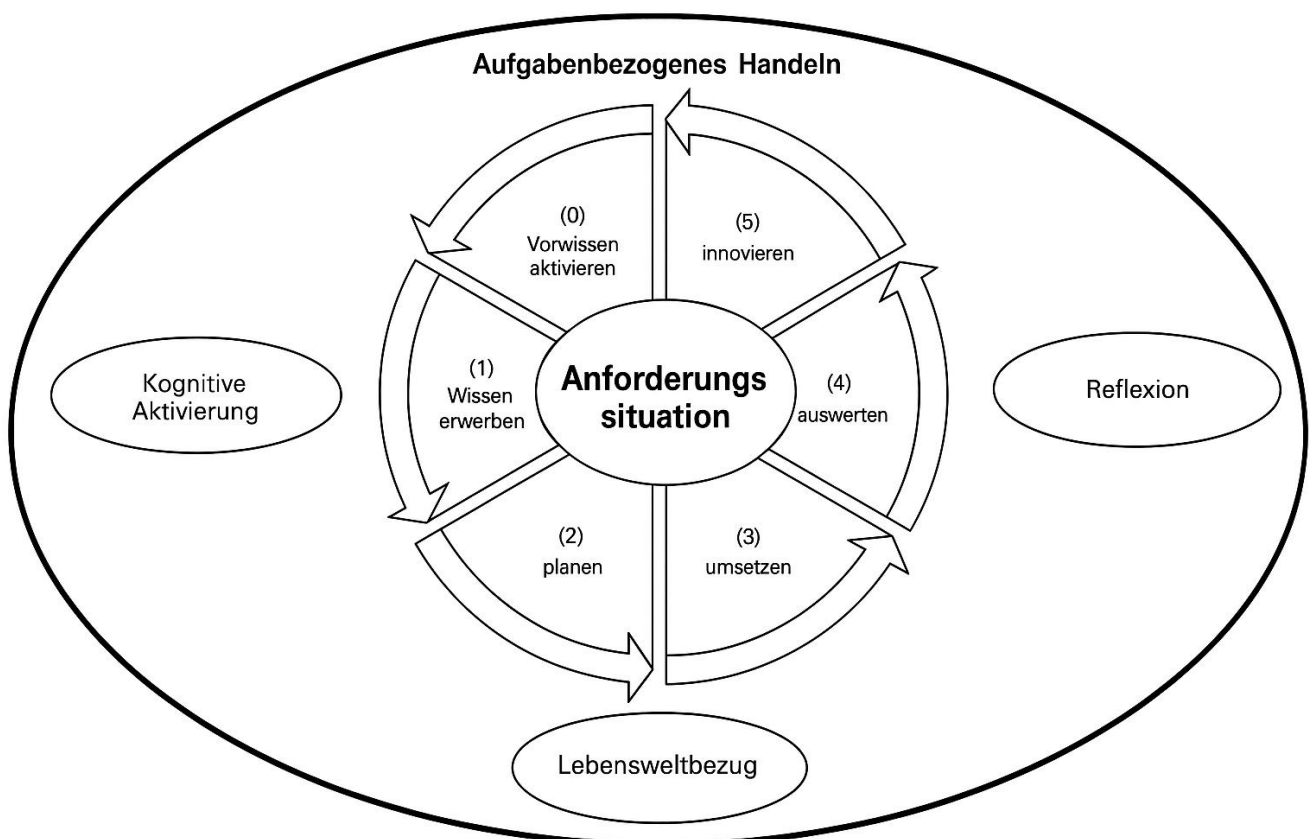 Aufgabenbezogenes Handeln
(0)
Vorwissen
aktivieren
(5)
innovieren
Kognitive
Aktivierung
(1)
Wissen
erwerben
Anforderungs
situation
(4)
auswerten
Reflexion
(2)
planen
(3)
umsetzen
Lebensweltbezug